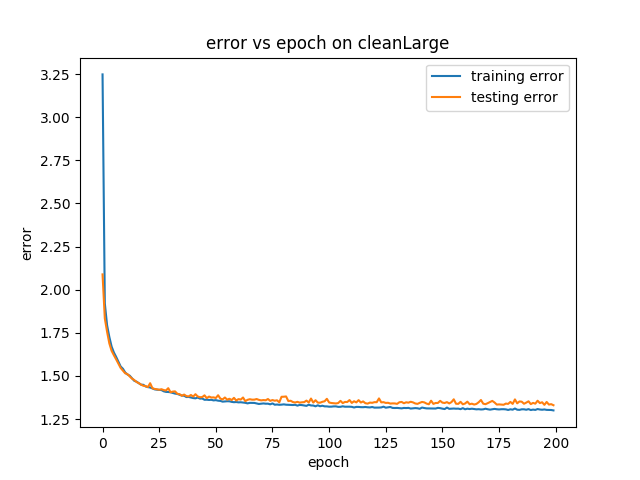 error vs epoch on cleanLarge
training error
testing error
3.25
3.00
2.75
2.50
2.25
2.00
1.75
1.50
1.25
error
0 25 50 75 100 125 150 175 200
epoch